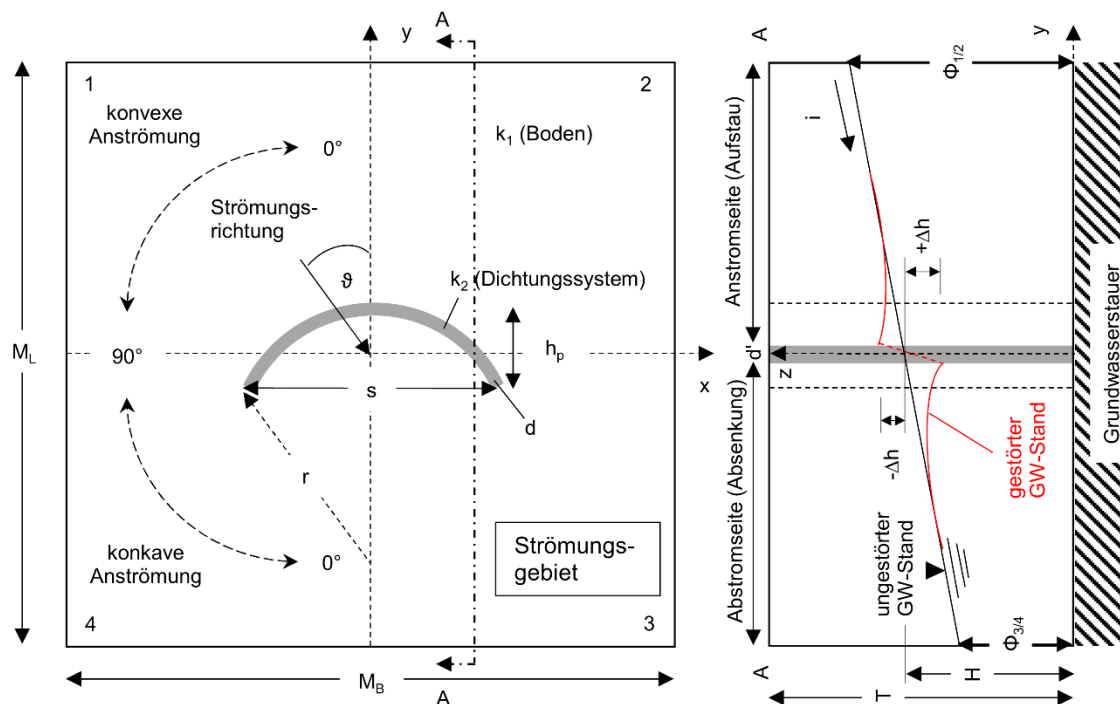 A
y
1
2
konvexe
Anströmung
0°
k₁ (Boden)
Strömungs-
richtung
ϑ
k₂ (Dichtungssystem)
M_L
90°
h_p
x
s
d
r
konkave
Anströmung
0°
Strömungs-
gebiet
4
3
A
M_B
A
y
Φ₁/₂
i
Anstromseite (Aufstau)
+Δh
d'
z
Grundwasserstauer
-Δh
gestörter
GW-Stand
Abstromseite (Absenkung)
ungestörter
GW-Stand
Φ₃/₄
A
H
T